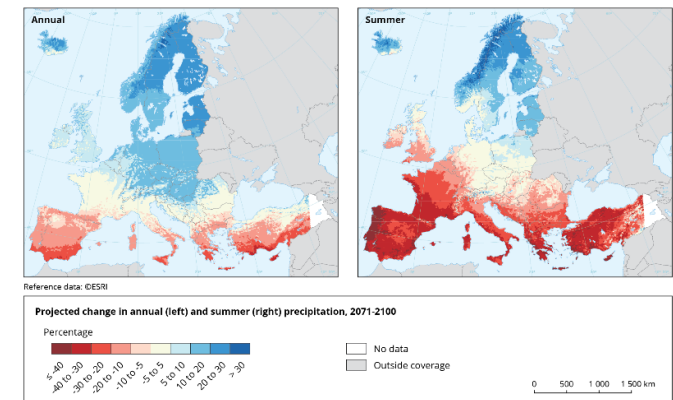 Annual
Summer
Reference data: ©ESRI
Projected change in annual (left) and summer (right) precipitation, 2071-2100
Percentage
≤ -40
-40 to -30
-30 to -20
-20 to -10
-10 to -5
-5 to 5
5 to 10
10 to 20
20 to 30
> 30
No data
Outside coverage
0 500 1 000 1 500 km